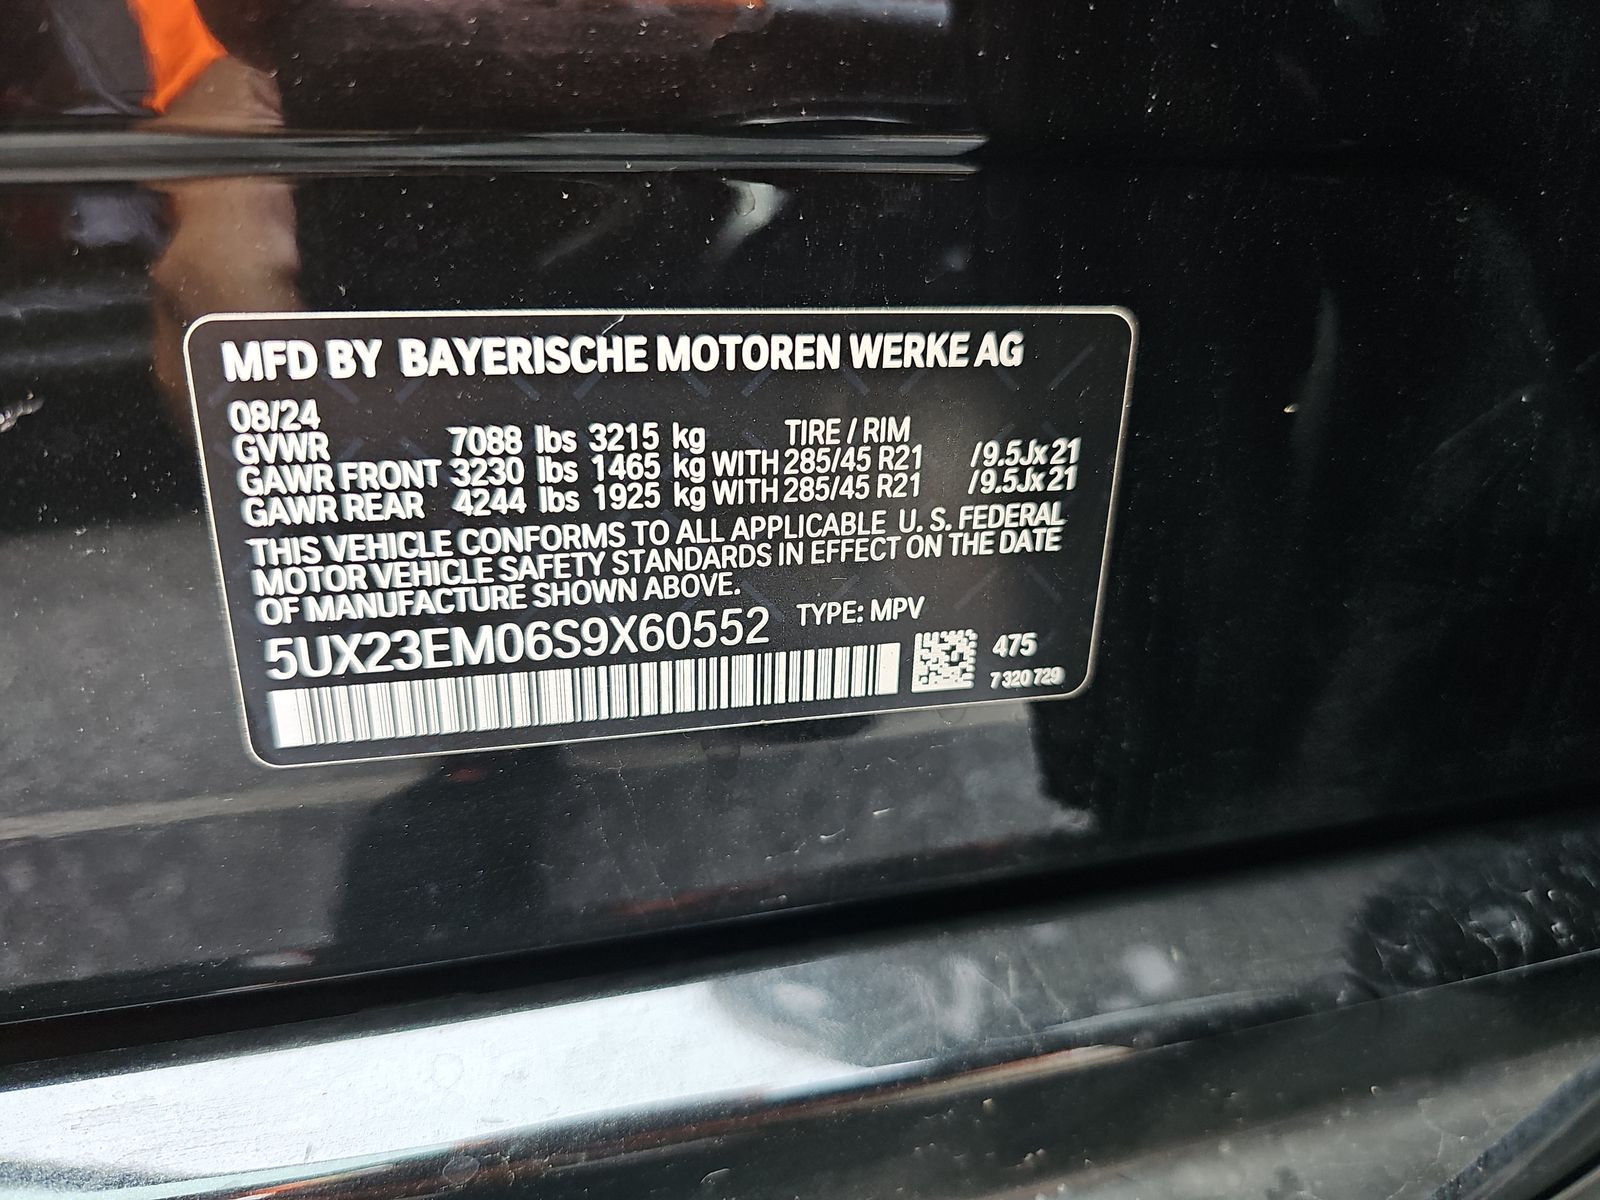 MFD BY BAYERISCHE MOTOREN WERKE AG
08/24
GVWR 7088 lbs 3215 kg TIRE / RIM
GAWR FRONT 3230 lbs 1465 kg WITH 285/45 R21 /9.5Jx21
GAWR REAR 4244 lbs 1925 kg WITH 285/45 R21 /9.5Jx21
THIS VEHICLE CONFORMS TO ALL APPLICABLE U. S. FEDERAL
MOTOR VEHICLE SAFETY STANDARDS IN EFFECT ON THE DATE
OF MANUFACTURE SHOWN ABOVE.
5UX23EM06S9X60552 TYPE: MPV
475
7 320 729